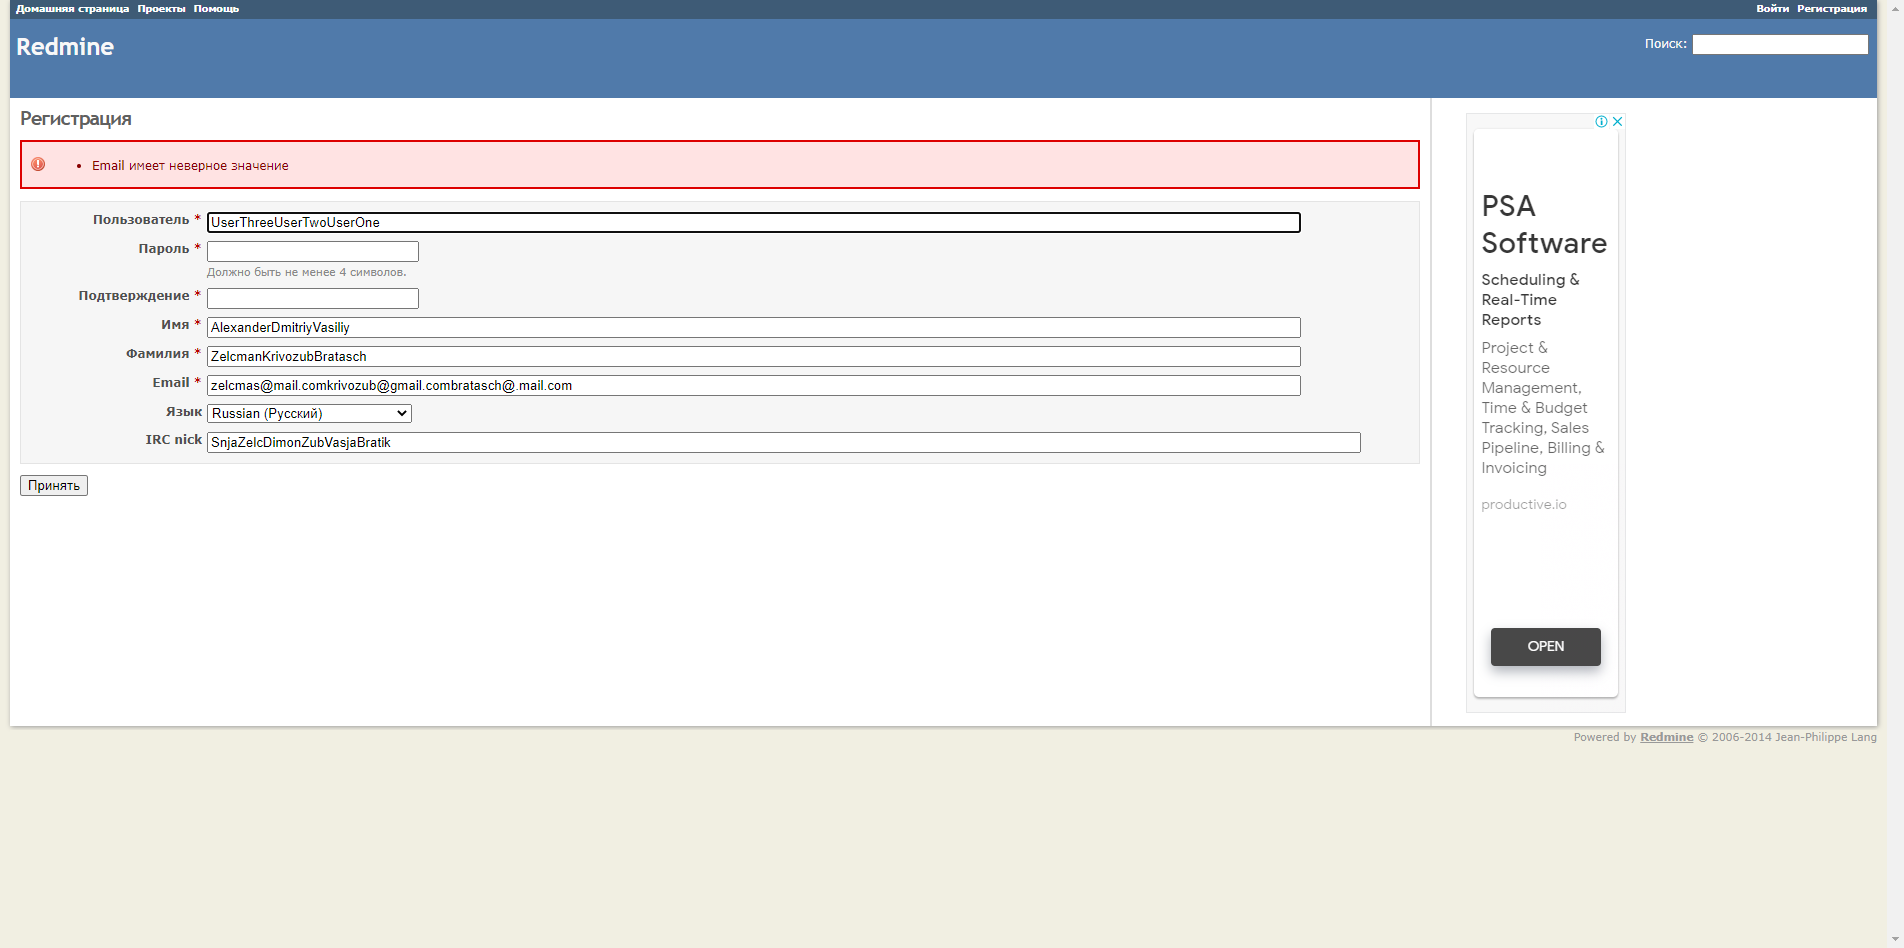 Домашняя страница Проекты Помощь
Войти Регистрация
Redmine
Поиск:
Регистрация
Email имеет неверное значение
Пользователь * UserThreeUserTwoUserOne
Пароль *
Должно быть не менее 4 символов.
Подтверждение *
Имя * AlexanderDmitriyVasiliy
Фамилия * ZelcmanKrivozubBratasch
Email * zelcmas@mail.comkrivozub@gmail.combratasch@.mail.com
Язык Russian (Русский)
IRC nick SnjaZelcDimonZubVasjaBratik
Принять
PSA
Software
Scheduling &
Real-Time
Reports
Project &
Resource
Management,
Time & Budget
Tracking, Sales
Pipeline, Billing &
Invoicing
productive.io
OPEN
Powered by Redmine © 2006-2014 Jean-Philippe Lang